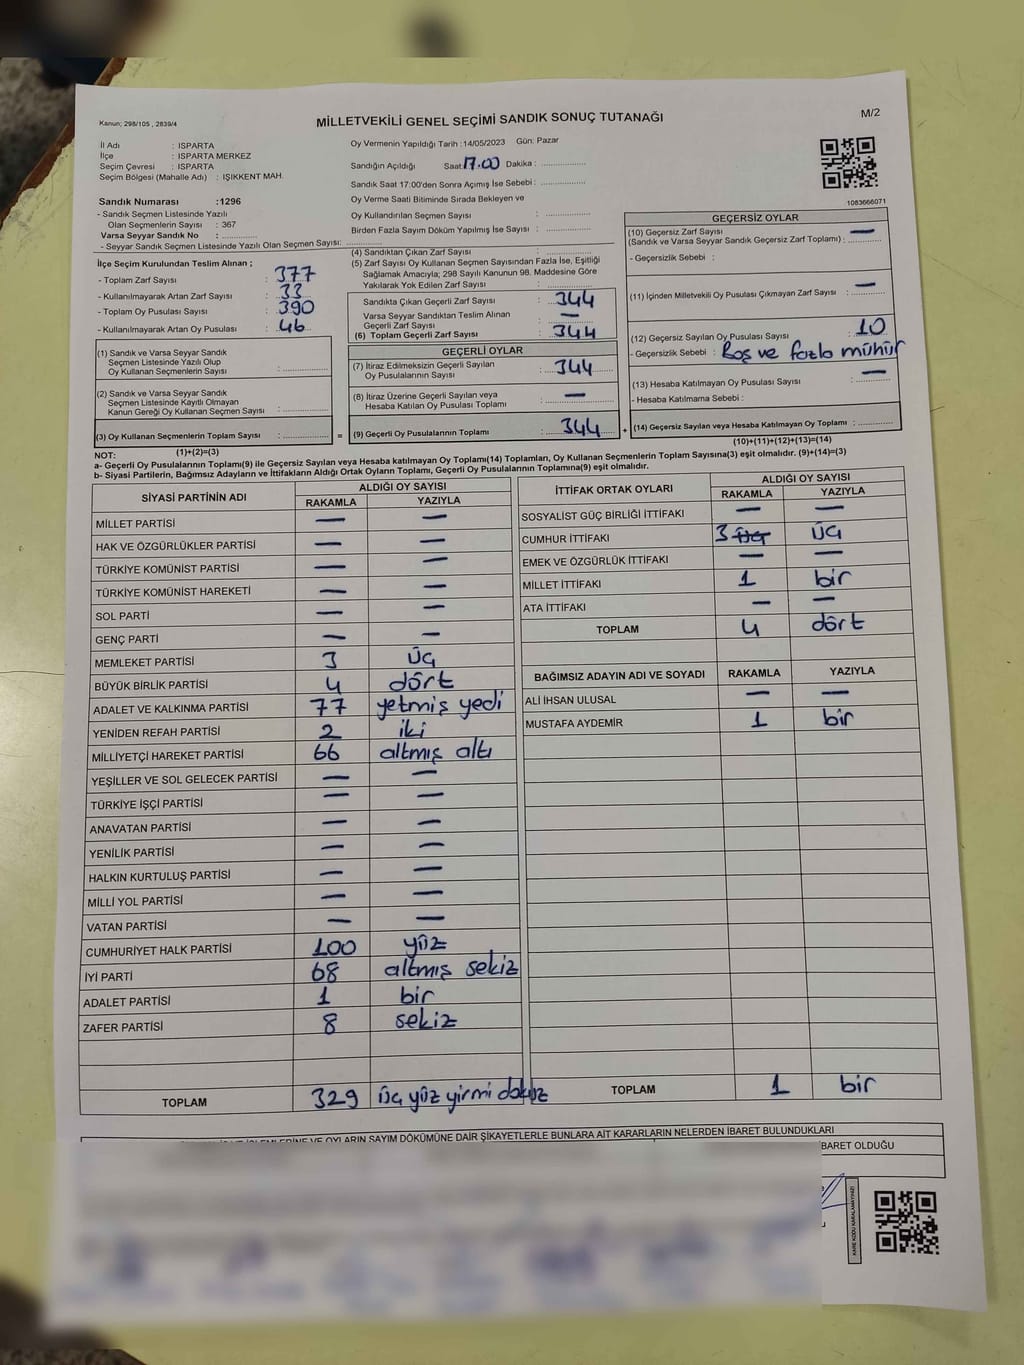 Kanun; 298/105 , 2839/4
MİLLETVEKİLİ GENEL SEÇİMİ SANDIK SONUÇ TUTANAĞI
M/2
İl Adı : ISPARTA
İlçe : ISPARTA MERKEZ
Seçim Çevresi : ISPARTA
Seçim Bölgesi (Mahalle Adı) : IŞIKKENT MAH.
Sandık Numarası :1296
- Sandık Seçmen Listesinde Yazılı
Olan Seçmenlerin Sayısı : 367
Varsa Seyyar Sandık No :
- Seyyar Sandık Seçmen Listesinde Yazılı Olan Seçmen Sayısı:
Oy Vermenin Yapıldığı Tarih :14/05/2023 Gün: Pazar
Sandığın Açıldığı Saat: 17.00 Dakika :
Sandık Saat 17:00'den Sonra Açımış İse Sebebi :
Oy Verme Saati Bitiminde Sırada Bekleyen ve
Oy Kullandırılan Seçmen Sayısı :
Birden Fazla Sayım Döküm Yapılmış İse Sayısı :
1083666071
İlçe Seçim Kurulundan Teslim Alınan ;
- Toplam Zarf Sayısı : 377
- Kullanılmayarak Artan Zarf Sayısı : 33
- Toplam Oy Pusulası : 390
- Kullanılmayarak Artan Oy Pusulası : 46
(1) Sandık ve Varsa Seyyar Sandık
Seçmen Listesinde Yazılı Olup
Oy Kullanan Seçmenlerin Sayısı :
(2) Sandık ve Varsa Seyyar Sandık
Seçmen Listesinde Kayıtlı Olmayan
Kanun Gereği Oy Kullanan Seçmen Sayısı :
(3) Oy Kullanan Seçmenlerin Toplam Sayısı : =
(1)+(2)=(3)
(4) Sandıktan Çıkan Zarf Sayısı :
(5) Zarf Sayısı Oy Kullanan Seçmen Sayısından Fazla İse, Eşitliği
Sağlamak Amacıyla; 298 Sayılı Kanunun 98. Maddesine Göre
Yakılarak Yok Edilen Zarf Sayısı :
Sandıkta Çıkan Geçerli Zarf Sayısı : 344
Varsa Seyyar Sandıktan Teslim Alınan
Geçerli Zarf Sayısı : —
(6) Toplam Geçerli Zarf Sayısı : 344
GEÇERLİ OYLAR
(7) İtiraz Edilmeksizin Geçerli Sayılan
Oy Pusulalarının Sayısı : 344
(8) İtiraz Üzerine Geçerli Sayılan veya
Hesaba Katılan Oy Pusulası Toplamı : —
(9) Geçerli Oy Pusulalarının Toplamı : 344 +
GEÇERSİZ OYLAR
(10) Geçersiz Zarf Sayısı
(Sandık ve Varsa Seyyar Sandık Geçersiz Zarf Toplamı) : —
- Geçersizlik Sebebi :
(11) İçinden Milletvekili Oy Pusulası Çıkmayan Zarf Sayısı : —
(12) Geçersiz Sayılan Oy Pusulası Sayısı : 10
- Geçersizlik Sebebi : Boş ve fazla mühür
(13) Hesaba Katılmayan Oy Pusulası Sayısı : —
- Hesaba Katılmama Sebebi :
(14) Geçersiz Sayılan veya Hesaba Katılmayan Oy Toplamı :
(10)+(11)+(12)+(13)=(14)
NOT:
a- Geçerli Oy Pusulalarının Toplamı(9) ile Geçersiz Sayılan veya Hesaba katılmayan Oy Toplamı(14) Toplamları, Oy Kullanan Seçmenlerin Toplam Sayısına(3) eşit olmalıdır. (9)+(14)=(3)
b- Siyasi Partilerin, Bağımsız Adayların ve İttifakların Aldığı Ortak Oyların Toplamı, Geçerli Oy Pusulalarının Toplamına(9) eşit olmalıdır.
SİYASİ PARTİNİN ADI ALDIĞI OY SAYISI
RAKAMLA YAZIYLA
MİLLET PARTİSİ — —
HAK VE ÖZGÜRLÜKLER PARTİSİ — —
TÜRKİYE KOMÜNİST PARTİSİ — —
TÜRKİYE KOMÜNİST HAREKETİ — —
SOL PARTİ — —
GENÇ PARTİ — —
MEMLEKET PARTİSİ 3 üç
BÜYÜK BİRLİK PARTİSİ 4 dört
ADALET VE KALKINMA PARTİSİ 77 yetmiş yedi
YENİDEN REFAH PARTİSİ 2 iki
MİLLİYETÇİ HAREKET PARTİSİ 66 altmış altı
YEŞİLLER VE SOL GELECEK PARTİSİ — —
TÜRKİYE İŞÇİ PARTİSİ — —
ANAVATAN PARTİSİ — —
YENİLİK PARTİSİ — —
HALKIN KURTULUŞ PARTİSİ — —
MİLLİ YOL PARTİSİ — —
VATAN PARTİSİ — —
CUMHURİYET HALK PARTİSİ 100 yüz
İYİ PARTİ 68 altmış sekiz
ADALET PARTİSİ 1 bir
ZAFER PARTİSİ 8 sekiz
TOPLAM 329 üç yüz yirmi dokuz
İTTİFAK ORTAK OYLARI ALDIĞI OY SAYISI
RAKAMLA YAZIYLA
SOSYALİST GÜÇ BİRLİĞİ İTTİFAKI — —
CUMHUR İTTİFAKI 3 üç
EMEK VE ÖZGÜRLÜK İTTİFAKI — —
MİLLET İTTİFAKI 1 bir
ATA İTTİFAKI — —
TOPLAM 4 dört
BAĞIMSIZ ADAYIN ADI VE SOYADI RAKAMLA YAZIYLA
ALİ İHSAN ULUSAL — —
MUSTAFA AYDEMİR 1 bir
TOPLAM 1 bir
VE OYLARIN SAYIM DÖKÜMÜNE DAİR ŞİKAYETLERLE BUNLARA AİT KARARLARIN NELERDEN İBARET BULUNDUKLARI
İBARET OLDUĞU
KARE KODU KARALAMAYINIZ!